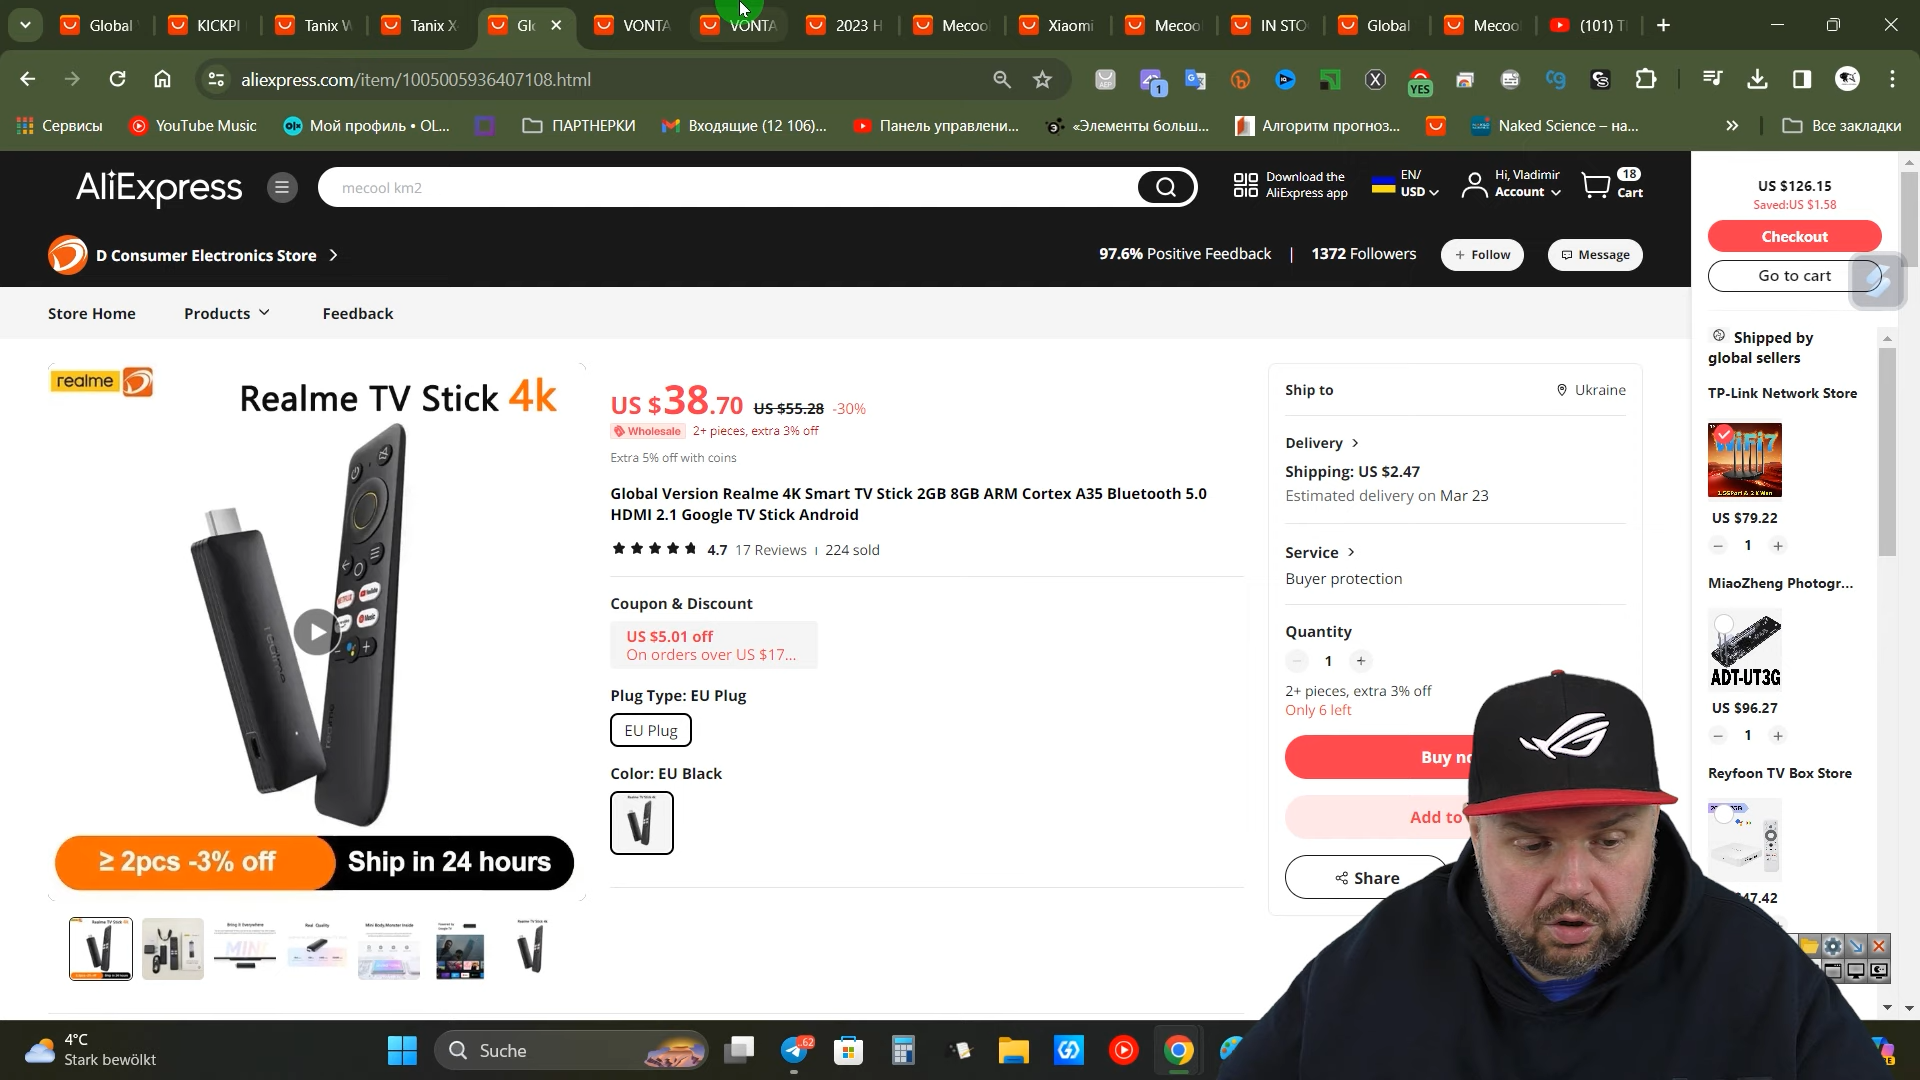 Global
KICKPI
Tanix W
Tanix X
Gl
VONTA
VONTA
2023 H
Mecoo
Xiaomi
Mecoo
IN STO
Global
Mecoo
(101) T
aliexpress.com/item/1005005936407108.html
1
YES
Сервисы
YouTube Music
Мой профиль • OL...
ПАРТНЕРКИ
Входящие (12 106)...
Панель управлени...
«Элементы больш...
Алгоритм прогноз...
Naked Science – на...
Все закладки
AliExpress
mecool km2
Download the
AliExpress app
EN/
USD
Hi, Vladimir
Account
18
Cart
D Consumer Electronics Store
97.6% Positive Feedback | 1372 Followers
+ Follow
Message
Store Home
Products
Feedback
realme
Realme TV Stick 4k
≥ 2pcs -3% off
Ship in 24 hours
US $38.70 US $55.28 -30%
Wholesale 2+ pieces, extra 3% off
Extra 5% off with coins
Global Version Realme 4K Smart TV Stick 2GB 8GB ARM Cortex A35 Bluetooth 5.0
HDMI 2.1 Google TV Stick Android
4.7 17 Reviews 224 sold
Coupon & Discount
US $5.01 off
On orders over US $17...
Plug Type: EU Plug
EU Plug
Color: EU Black
Ship to
Ukraine
Delivery
Shipping: US $2.47
Estimated delivery on Mar 23
Service
Buyer protection
Quantity
1
2+ pieces, extra 3% off
Only 6 left
Buy no
Add to
Share
US $126.15
Saved:US $1.58
Checkout
Go to cart
Shipped by
global sellers
TP-Link Network Store
WiFi7
US $79.22
1
MiaoZheng Photogr...
ADT-UT3G
US $96.27
1
Reyfoon TV Box Store
47.42
4°C
Stark bewölkt
Suche
62